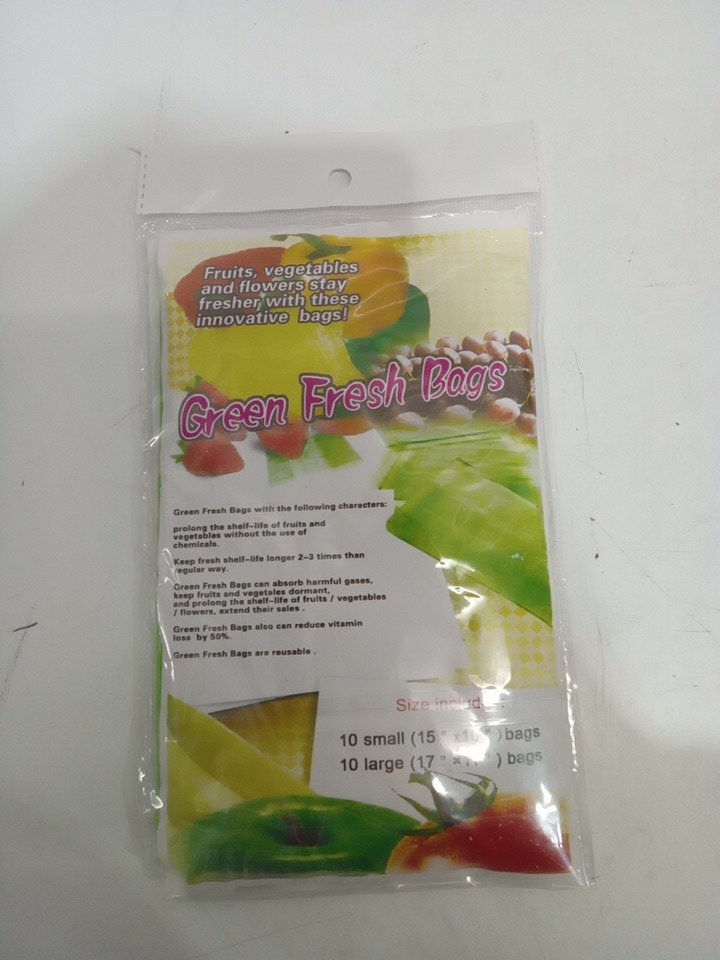 Fruits, vegetables
and flowers stay
fresher with these
innovative bags!
Green Fresh Bags
Green Fresh Bags with the following characters:
prolong the shelf-life of fruits and
vegetables without the use of
chemicals.
Keep fresh shelf-life longer 2-3 times than
regular way.
Green Fresh Bags can absorb harmful gases,
keep fruits and vegetales dormant,
and prolong the shelf-life of fruits / vegetables
/ flowers, extend their sales .
Green Fresh Bags also can reduce vitamin
loss by 50%.
Green Fresh Bags are reusable .
Size
10 small (15 " x10 " ) bags
10 large (17 " x11 " ) bags